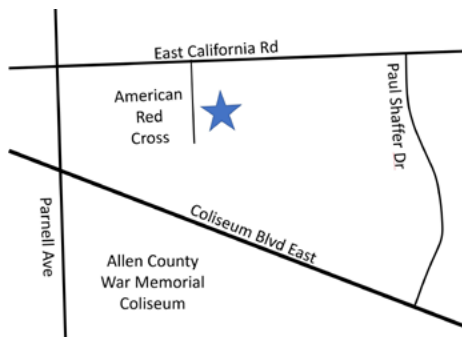 East California Rd
American
Red
Cross
Paul Shaffer Dr
Parnell Ave
Coliseum Blvd East
Allen County
War Memorial
Coliseum